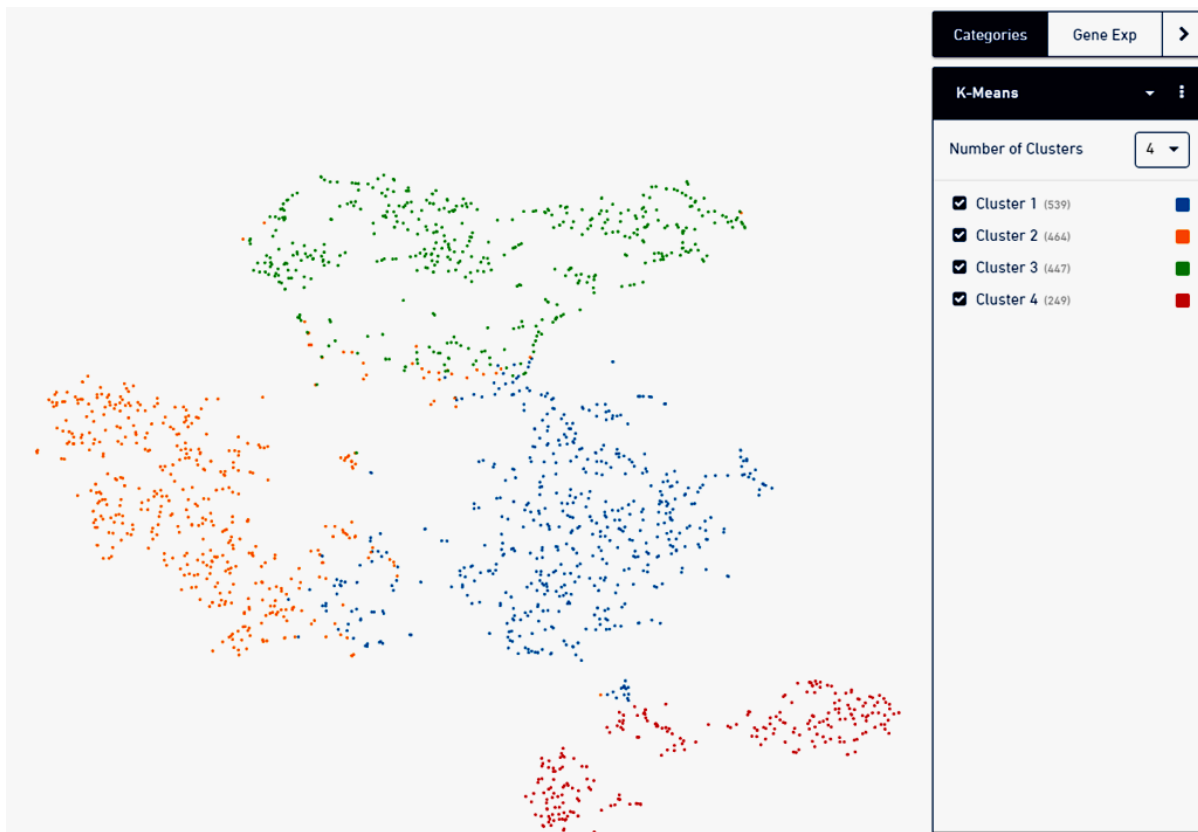 Categories Gene Exp
K-Means
Number of Clusters 4
Cluster 1 (539)
Cluster 2 (464)
Cluster 3 (447)
Cluster 4 (249)